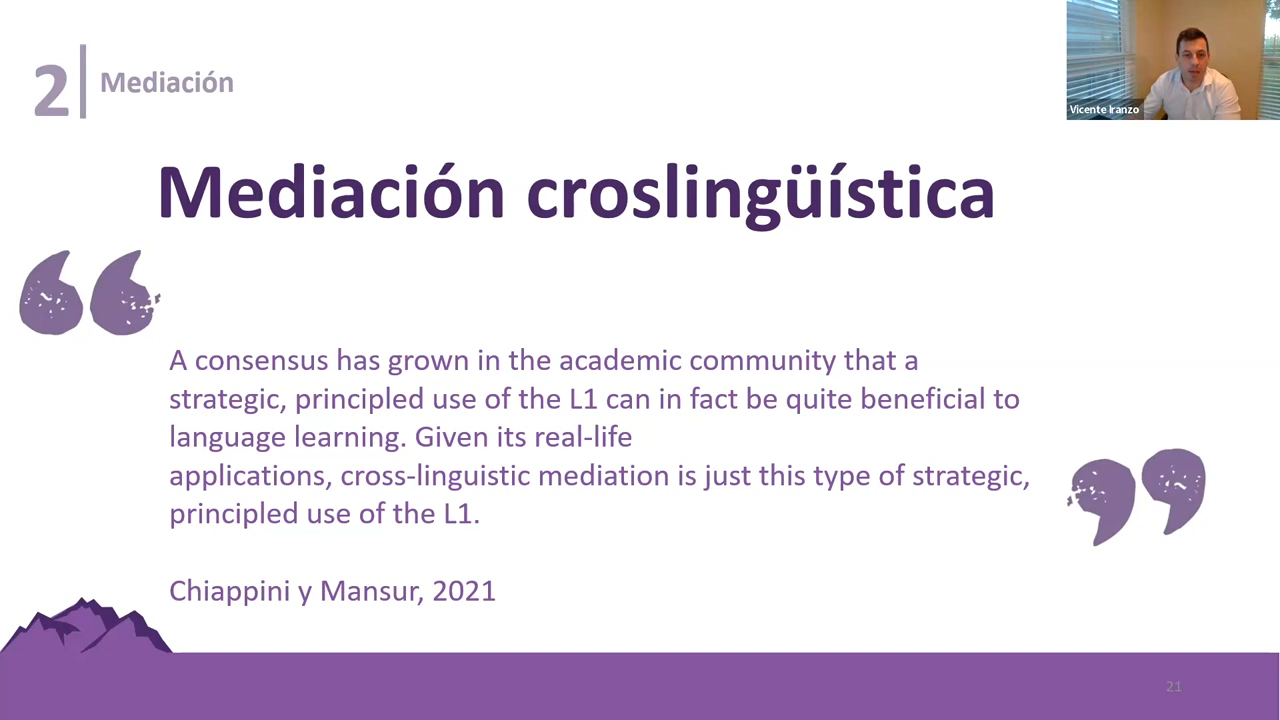 2
Mediación
Vicente Iranzo
Mediación croslingüística
A consensus has grown in the academic community that a
strategic, principled use of the L1 can in fact be quite beneficial to
language learning. Given its real-life
applications, cross-linguistic mediation is just this type of strategic,
principled use of the L1.
Chiappini y Mansur, 2021
21